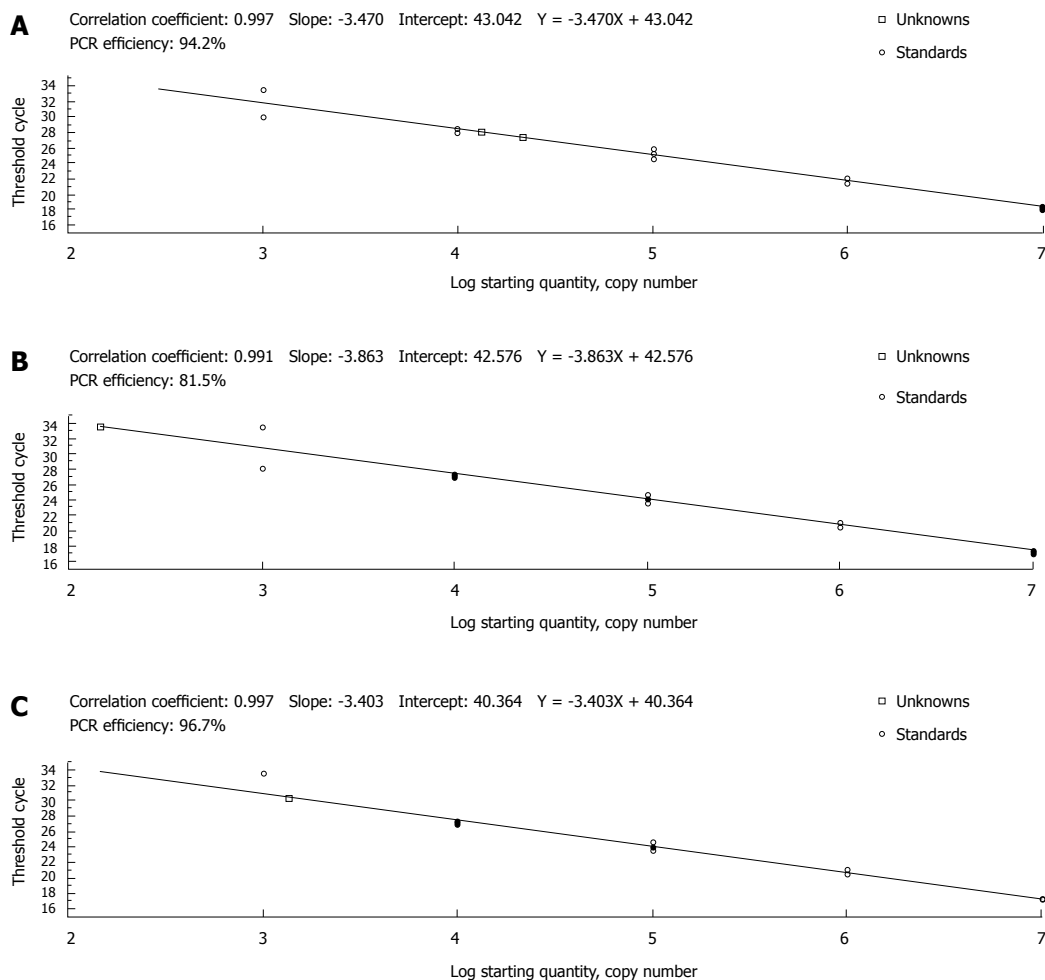 A
Correlation coefficient: 0.997 Slope: -3.470 Intercept: 43.042 Y = -3.470X + 43.042
PCR efficiency: 94.2%
Unknowns
Standards
Threshold cycle
34
32
30
28
26
24
22
20
18
16
2 3 4 5 6 7
Log starting quantity, copy number
B
Correlation coefficient: 0.991 Slope: -3.863 Intercept: 42.576 Y = -3.863X + 42.576
PCR efficiency: 81.5%
Unknowns
Standards
Threshold cycle
34
32
30
28
26
24
22
20
18
16
2 3 4 5 6 7
Log starting quantity, copy number
C
Correlation coefficient: 0.997 Slope: -3.403 Intercept: 40.364 Y = -3.403X + 40.364
PCR efficiency: 96.7%
Unknowns
Standards
Threshold cycle
34
32
30
28
26
24
22
20
18
16
2 3 4 5 6 7
Log starting quantity, copy number